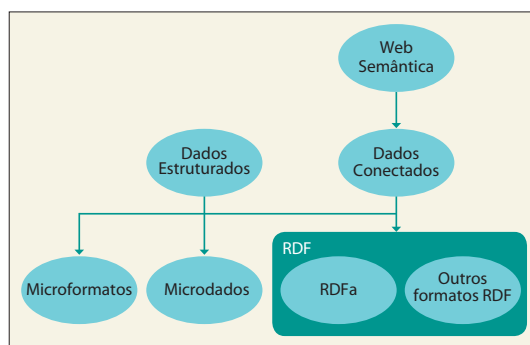 Web
Semântica
Dados
Estruturados
Dados
Conectados
RDF
Microformatos
Microdados
RDFa
Outros
formatos RDF